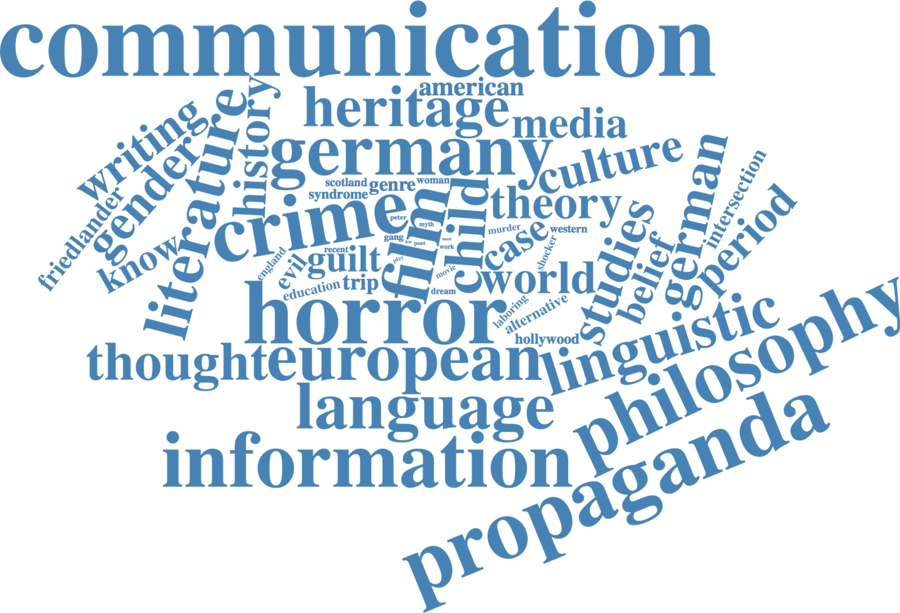 communication
american
heritage
media
writing
gender
literature
history
germany
culture
friedlander
know
scotland
genre
woman
syndrome
crime
film
child
theory
peter
myth
murder
case
western
studies
belief
german
intersection
period
gang
poet
work
england
evil
recent
guilt
play
movie
shocker
education
trip
dream
world
laboring
alternative
horror
hollywood
thought
european
linguistic
language
philosophy
information
propaganda